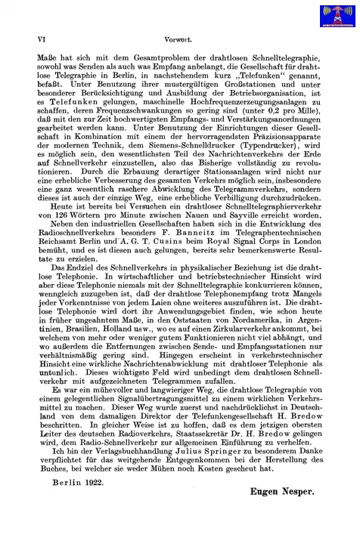 VI Vorwort.
Maße hat sich mit dem Gesamtproblem der drahtlosen Schnelltelegraphie,
sowohl was Senden als auch was Empfang anbelangt, die Gesellschaft für draht-
lose Telegraphie in Berlin, in nachstehendem kurz „Telefunken" genannt,
befaßt. Unter Benutzung ihrer mustergültigen Großstationen und unter
besonderer Berücksichtigung und Ausbildung der Betriebsorganisation, ist
es Telefunken gelungen, maschinelle Hochfrequenzerzeugungsanlagen zu
schaffen, deren Frequenzschwankungen so gering sind (unter 0,2 pro Mille),
daß mit den zur Zeit hochwertigsten Empfangs- und Verstärkungsanordnungen
gearbeitet werden kann. Unter Benutzung der Einrichtungen dieser Gesell-
schaft in Kombination mit einem der hervorragendsten Präzisionsapparate
der modernen Technik, dem Siemens-Schnelldrucker (Typendrucker), wird
es möglich sein, den wesentlichsten Teil des Nachrichtenverkehrs der Erde
auf Schnellverkehr einzustellen, also das Bisherige vollständig zu revolu-
tionieren. Durch die Erbauung derartiger Stationsanlagen wird nicht nur
eine erhebliche Verbesserung des gesamten Verkehrs möglich sein, insbesondere
eine ganz wesentlich raschere Abwicklung des Telegrammverkehrs, sondern
dieses ist auch der einzige Weg, eine erhebliche Verbilligung durchzudrücken.
Heute ist bereits bei Versuchen ein drahtloser Schnelltelegraphierverkehr
von 126 Wörtern pro Minute zwischen Nauen und Sayville erreicht worden.
Neben den industriellen Gesellschaften haben sich in die Entwicklung des
Radioschnellverkehrs besonders F. Banneitz im Telegraphentechnischen
Reichsamt Berlin und A. G. T. Cusins beim Royal Signal Corps in London
bemüht, und es ist diesen auch gelungen, bereits sehr bemerkenswerte Resul-
tate zu erzielen.
Das Endziel des Schnellverkehrs in physikalischer Beziehung ist die draht-
lose Telephonie. In wirtschaftlicher und betriebstechnischer Hinsicht wird
aber diese Telephonie niemals mit der Schnelltelegraphie konkurrieren können,
wenngleich zuzugeben ist, daß der drahtlose Telephonempfang trotz Mangels
jeder Vorkenntnisse von jedem Laien ohne weiteres auszuführen ist. Die draht-
lose Telephonie wird dort ihr Anwendungsgebiet finden, wie schon heute
in früher ungeahntem Maße, in den Oststaaten von Nordamerika, in Argen-
tinien, Brasilien, Holland usw., wo es auf einen Zirkularverkehr ankommt, bei
welchem von mehr oder weniger gutem Funktionieren nicht viel abhängt, und
wo außerdem die Entfernungen zwischen Sende- und Empfangsstationen nur
verhältnismäßig gering sind. Hingegen erscheint in verkehrstechnischer
Hinsicht eine wirkliche Nachrichtenabwicklung mit drahtloser Telephonie als
untunlich. Dieses wichtigste Feld wird unbedingt dem drahtlosen Schnell-
verkehr mit aufgezeichneten Telegrammen zufallen.
Es war ein mühevoller und langwieriger Weg, die drahtlose Telegraphie von
einem gelegentlichen Signalübertragungsmittel zu einem wirklichen Verkehrs-
mittel zu machen. Dieser Weg wurde zuerst und nachdrücklichst in Deutsch-
land von dem damaligen Direktor der Telefunkengesellschaft H. Bredow
beschritten. In gleicher Weise ist zu hoffen, daß es dem jetzigen obersten
Leiter des deutschen Radioverkehrs, Staatssekretär Dr. H. Bredow gelingen
wird, dem Radio-Schnellverkehr zur allgemeinen Einführung zu verhelfen.
Ich bin der Verlagsbuchhandlung Julius Springer zu besonderem Danke
verpflichtet für das weitgehende Entgegenkommen bei der Herstellung des
Buches, bei welcher sie weder Mühen noch Kosten gescheut hat.
Berlin 1922.
Eugen Nesper.